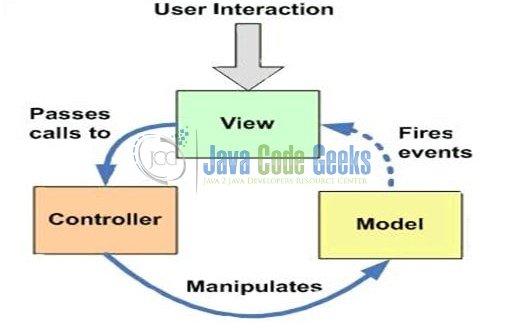 User Interaction
View
Passes
calls to
Fires
events
JCG
Java Code Geeks
Java 2 Java Developers Resource Center
Controller
Model
Manipulates